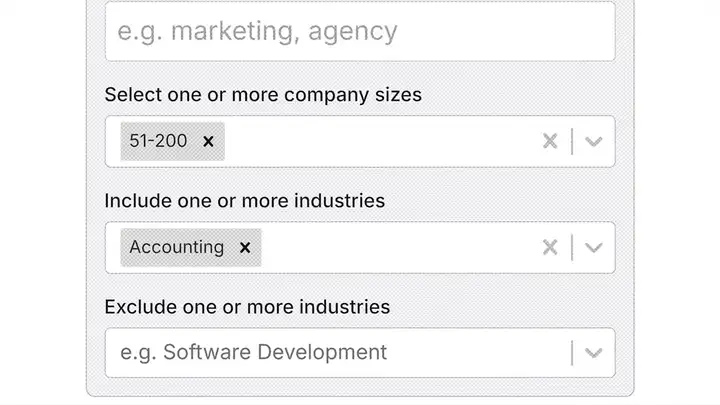 e.g. marketing, agency
Select one or more company sizes
51-200
Include one or more industries
Accounting
Exclude one or more industries
e.g. Software Development